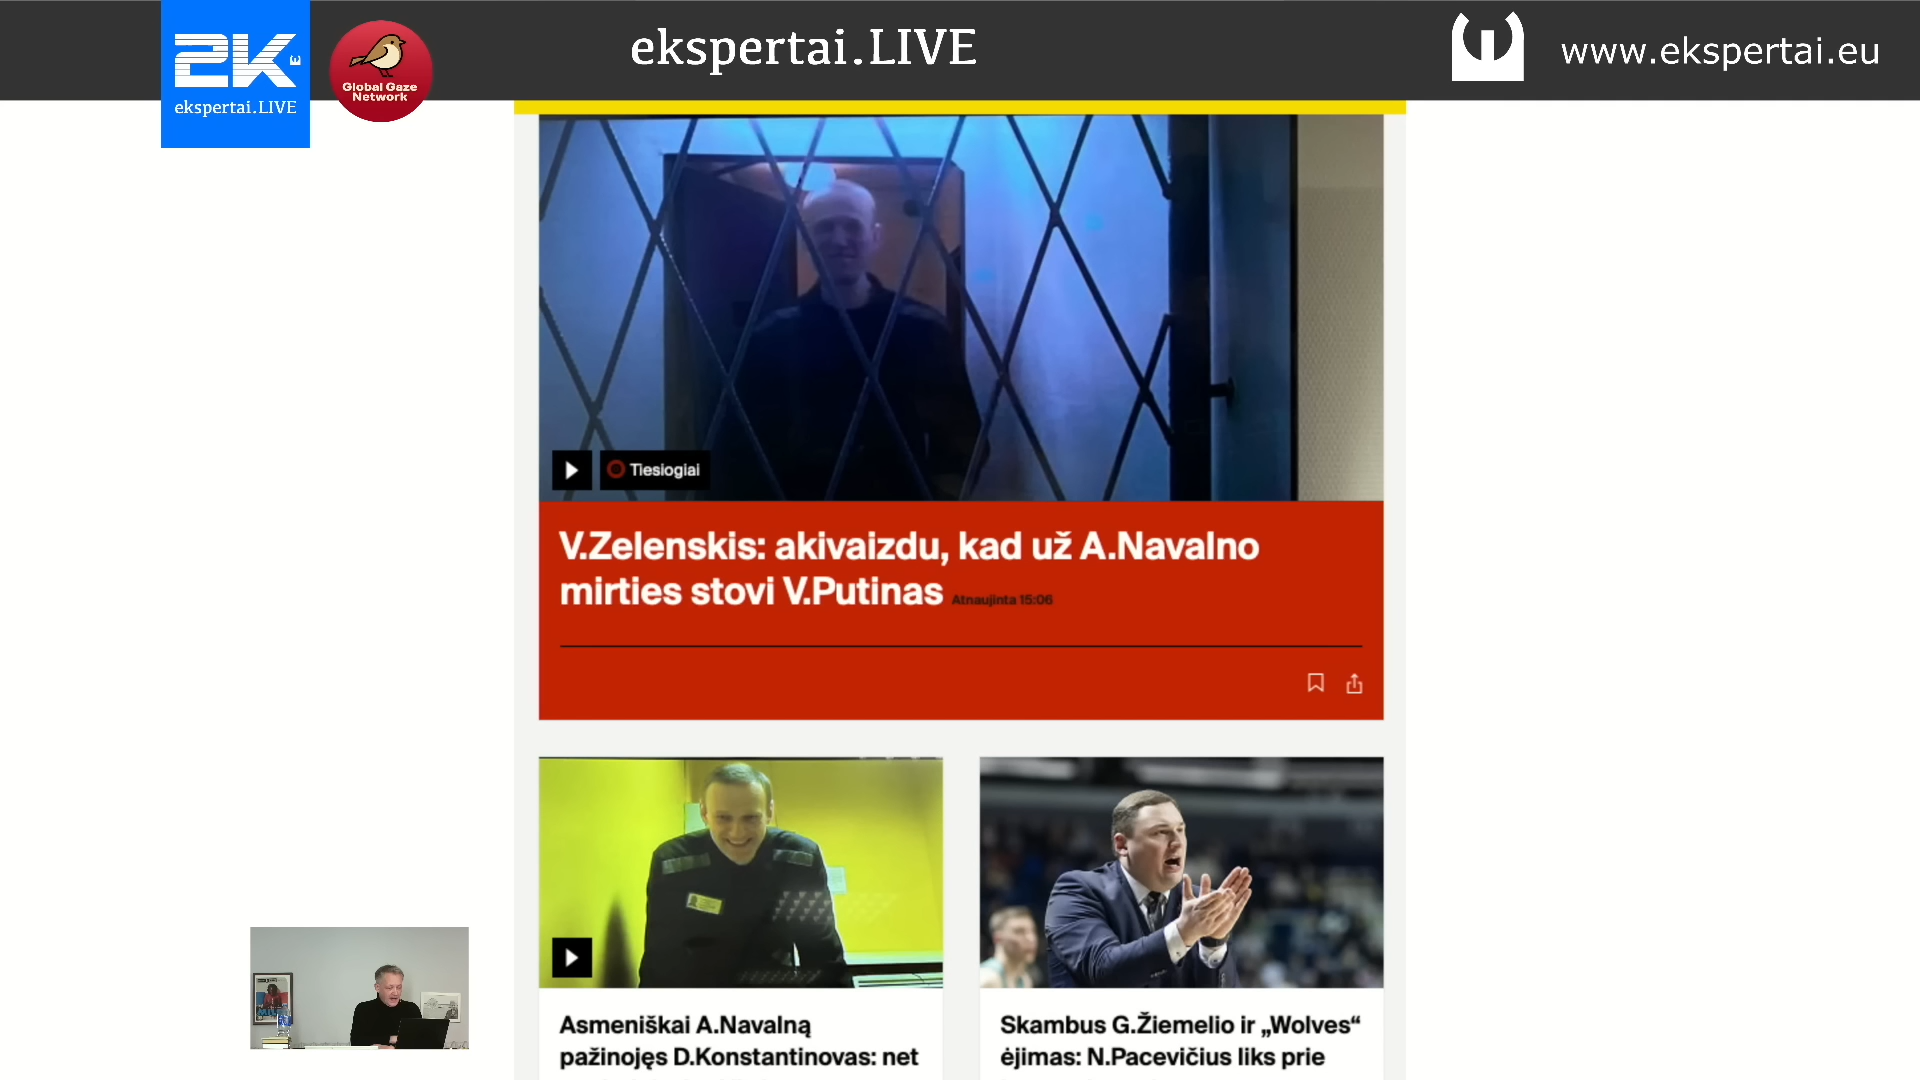 2K
ekspertai.LIVE
Global Gaze
Network
ekspertai.LIVE
www.ekspertai.eu
Tiesiogiai
V.Zelenskis: akivaizdu, kad už A.Navalno
mirties stovi V.Putinas Atnaujinta 15:06
Asmeniškai A.Navalną
pažinojęs D.Konstantinovas: net
Skambus G.Žiemelio ir „Wolves“
ėjimas: N.Pacevičius liks prie